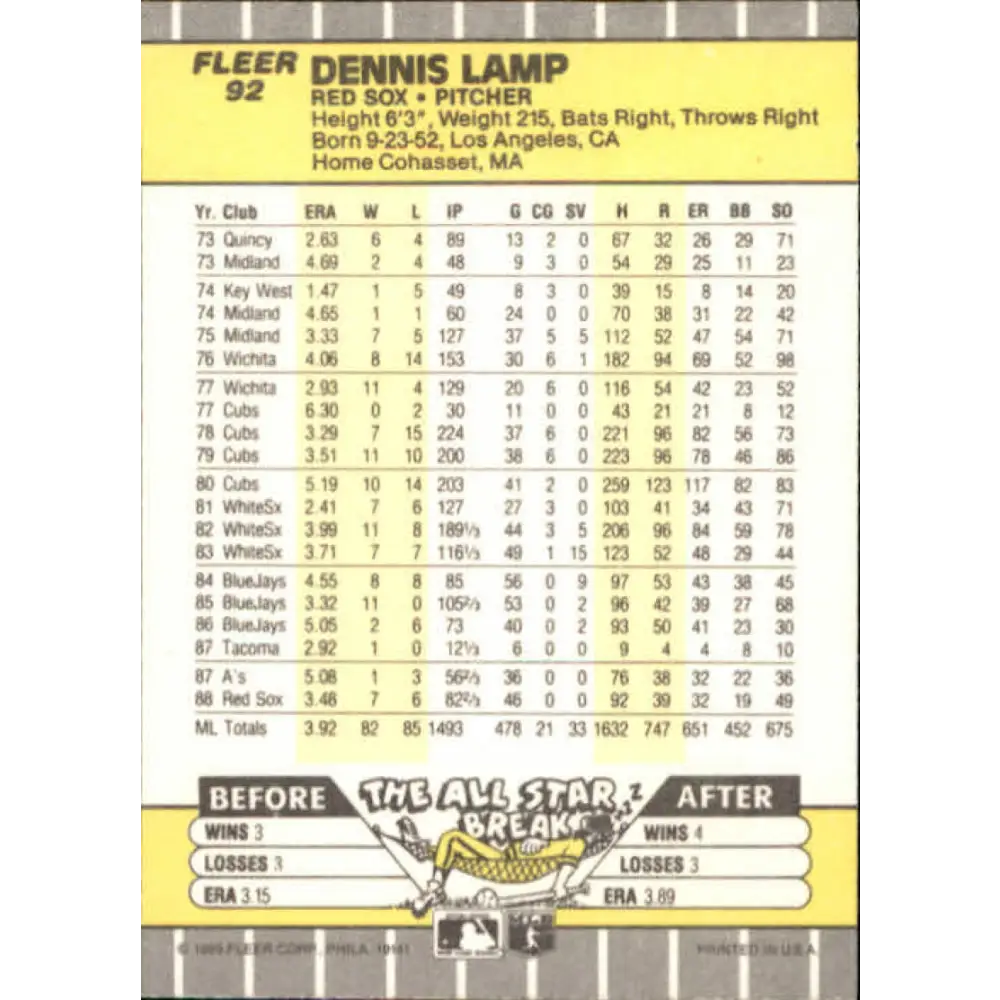 FLEER
92
DENNIS LAMP
RED SOX • PITCHER
Height 6'3", Weight 215, Bats Right, Throws Right
Born 9-23-52, Los Angeles, CA
Home Cohasset, MA
Yr. Club ERA W L IP G CG SV H R ER BB SO
73 Quincy 2.63 6 4 89 13 2 0 67 32 26 29 71
73 Midland 4.69 2 4 48 9 3 0 54 29 25 11 23
74 Key West 1.47 1 5 49 8 3 0 39 15 8 14 20
74 Midland 4.65 1 1 60 24 0 0 70 38 31 22 42
75 Midland 3.33 7 5 127 37 5 5 112 52 47 54 71
76 Wichita 4.06 8 14 153 30 6 1 182 94 69 52 98
77 Wichita 2.93 11 4 129 20 6 0 116 54 42 23 52
77 Cubs 6.30 0 2 30 11 0 0 43 21 21 8 12
78 Cubs 3.29 7 15 224 37 6 0 221 96 82 56 73
79 Cubs 3.51 11 10 200 38 6 0 223 96 78 46 86
80 Cubs 5.19 10 14 203 41 2 0 259 123 117 82 83
81 WhiteSx 2.41 7 6 127 27 3 0 103 41 34 43 71
82 WhiteSx 3.99 11 8 189⅓ 44 3 5 206 96 84 59 78
83 WhiteSx 3.71 7 7 116⅓ 49 1 15 123 52 48 29 44
84 BlueJays 4.55 8 8 85 56 0 9 97 53 43 38 45
85 BlueJays 3.32 11 0 105⅔ 53 0 2 96 42 39 27 68
86 BlueJays 5.05 2 6 73 40 0 2 93 50 41 23 30
87 Tacoma 2.92 1 0 12⅓ 6 0 0 9 4 4 8 10
87 A's 5.08 1 3 56⅔ 36 0 0 76 38 32 22 36
88 Red Sox 3.48 7 6 82⅔ 46 0 0 92 39 32 19 49
ML Totals 3.92 82 85 1493 478 21 33 1632 747 651 452 675
BEFORE THE ALL STAR BREAK ZZZ AFTER
WINS 3 WINS 4
LOSSES 3 LOSSES 3
ERA 3.15 ERA 3.89
© 1989 FLEER CORP., PHILA. 19141 PRINTED IN U.S.A.